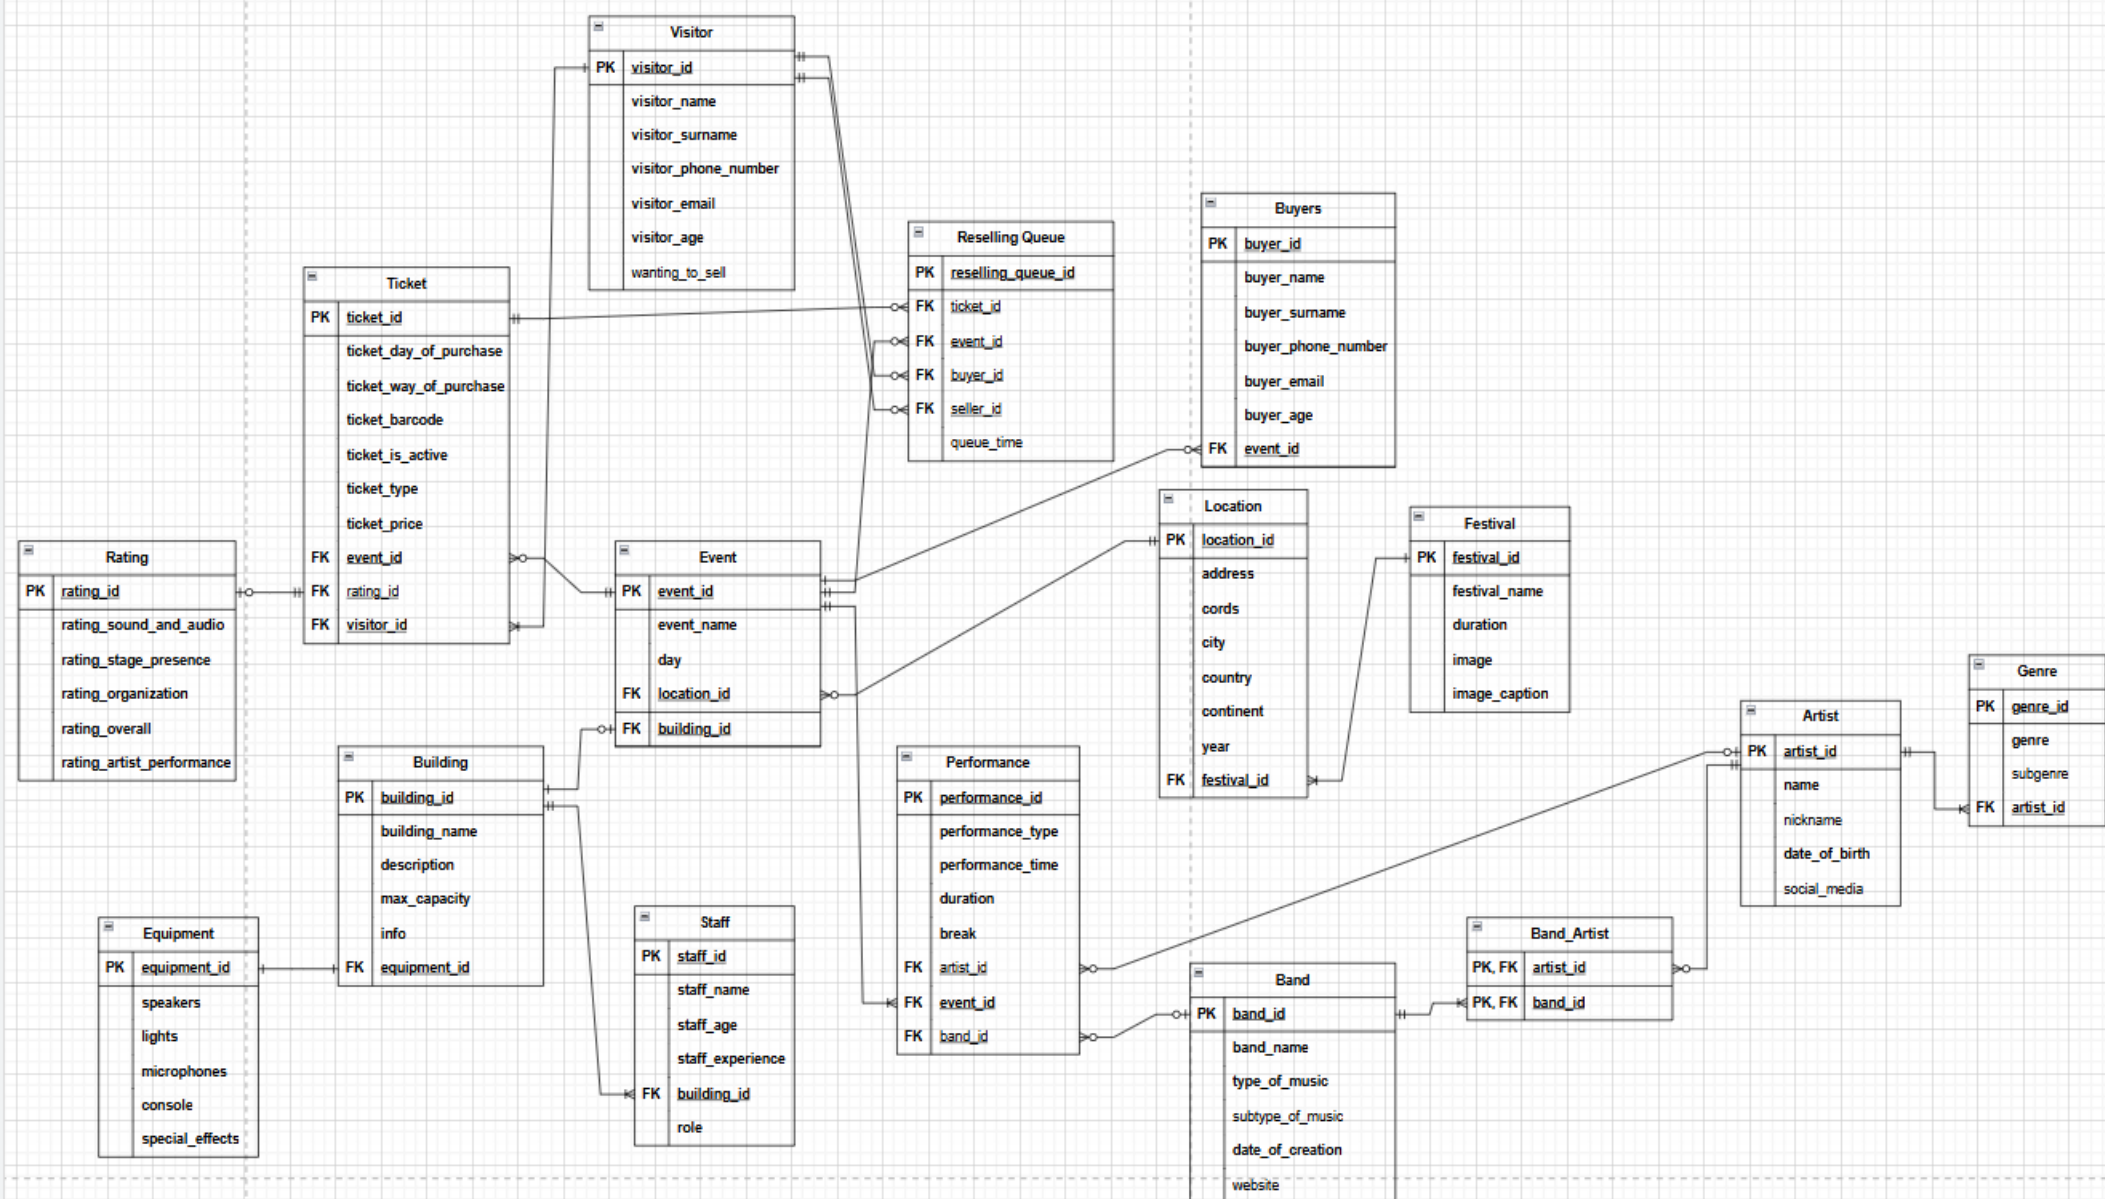 Visitor
PK visitor_id
visitor_name
visitor_surname
visitor_phone_number
visitor_email
visitor_age
wanting_to_sell
Ticket
PK ticket_id
ticket_day_of_purchase
ticket_way_of_purchase
ticket_barcode
ticket_is_active
ticket_type
ticket_price
FK event_id
FK rating_id
FK visitor_id
Reselling Queue
PK reselling_queue_id
FK ticket_id
FK event_id
FK buyer_id
FK seller_id
queue_time
Buyers
PK buyer_id
buyer_name
buyer_surname
buyer_phone_number
buyer_email
buyer_age
FK event_id
Rating
PK rating_id
rating_sound_and_audio
rating_stage_presence
rating_organization
rating_overall
rating_artist_performance
Event
PK event_id
event_name
day
FK location_id
FK building_id
Location
PK location_id
address
cords
city
country
continent
year
FK festival_id
Festival
PK festival_id
festival_name
duration
image
image_caption
Genre
PK genre_id
genre
subgenre
FK artist_id
Artist
PK artist_id
name
nickname
date_of_birth
social_media
Building
PK building_id
building_name
description
max_capacity
info
FK equipment_id
Performance
PK performance_id
performance_type
performance_time
duration
break
FK artist_id
FK event_id
FK band_id
Equipment
PK equipment_id
speakers
lights
microphones
console
special_effects
Staff
PK staff_id
staff_name
staff_age
staff_experience
FK building_id
role
Band
PK band_id
band_name
type_of_music
subtype_of_music
date_of_creation
website
Band_Artist
PK, FK artist_id
PK, FK band_id